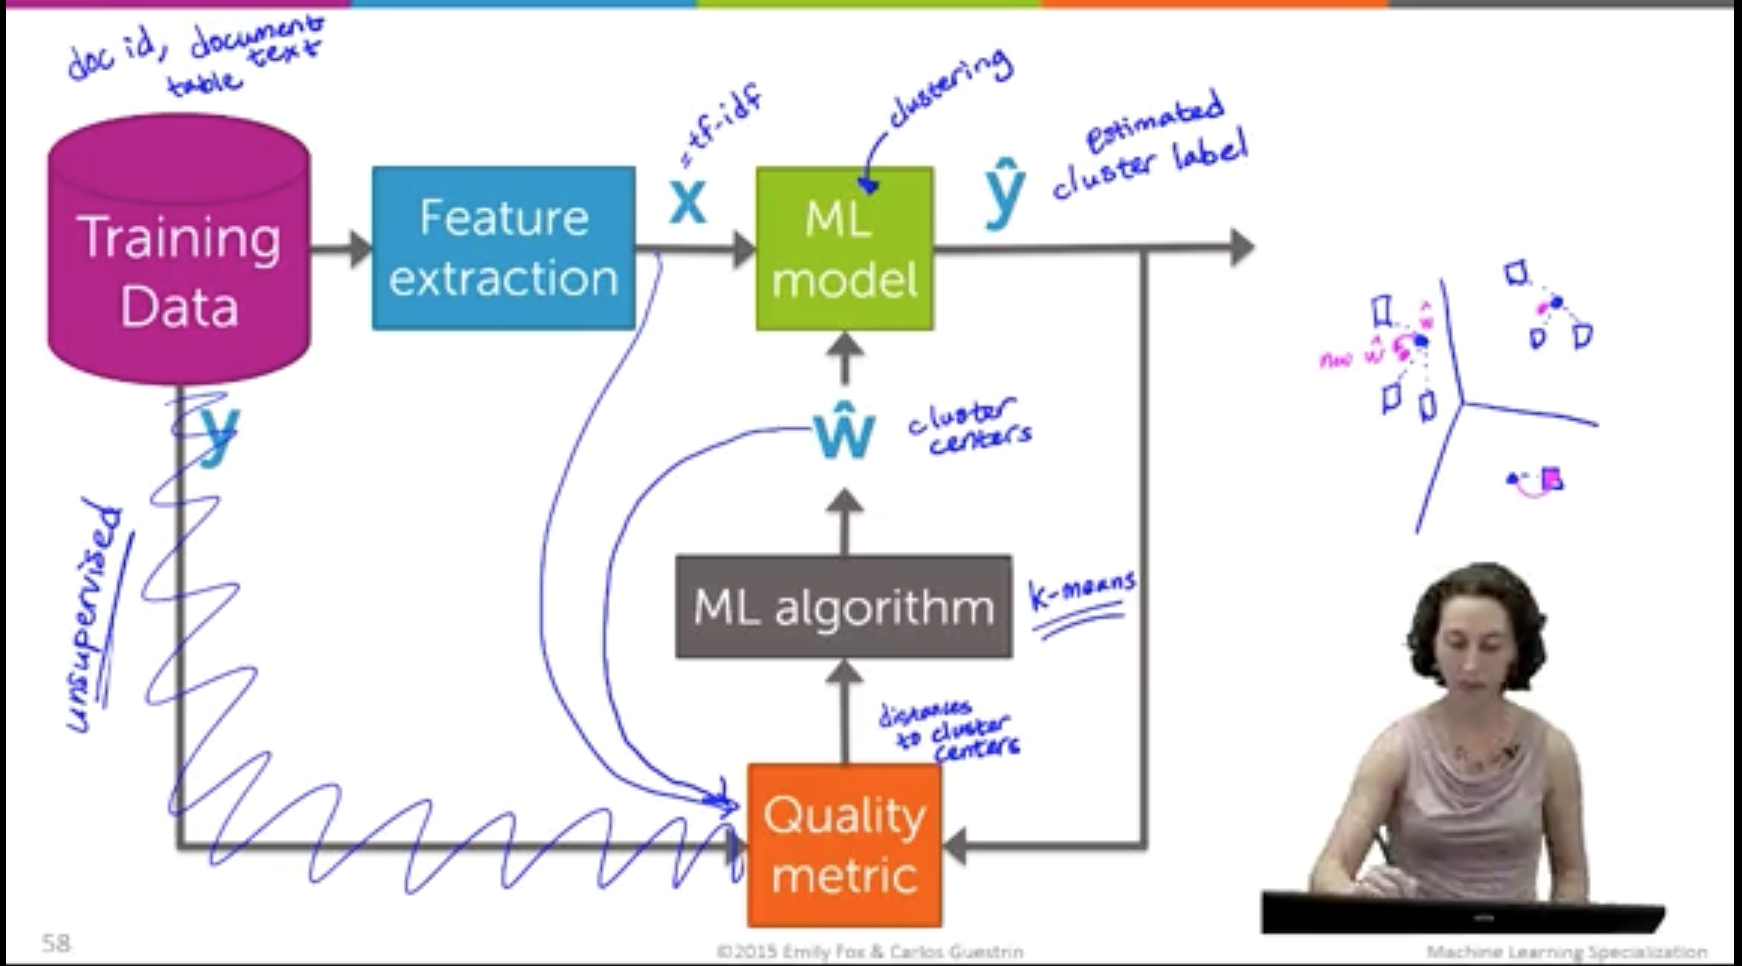 doc id, document
text
table
Training
Data
Feature
extraction
x
= tf-idf
ML
model
clustering
ŷ
estimated
cluster label
y
unsupervised
ŵ
cluster
centers
ML algorithm
k-means
distances
to cluster
centers
Quality
metric
ŵ
new ŵ
58
©2015 Emily Fox & Carlos Guestrin
Machine Learning Specialization